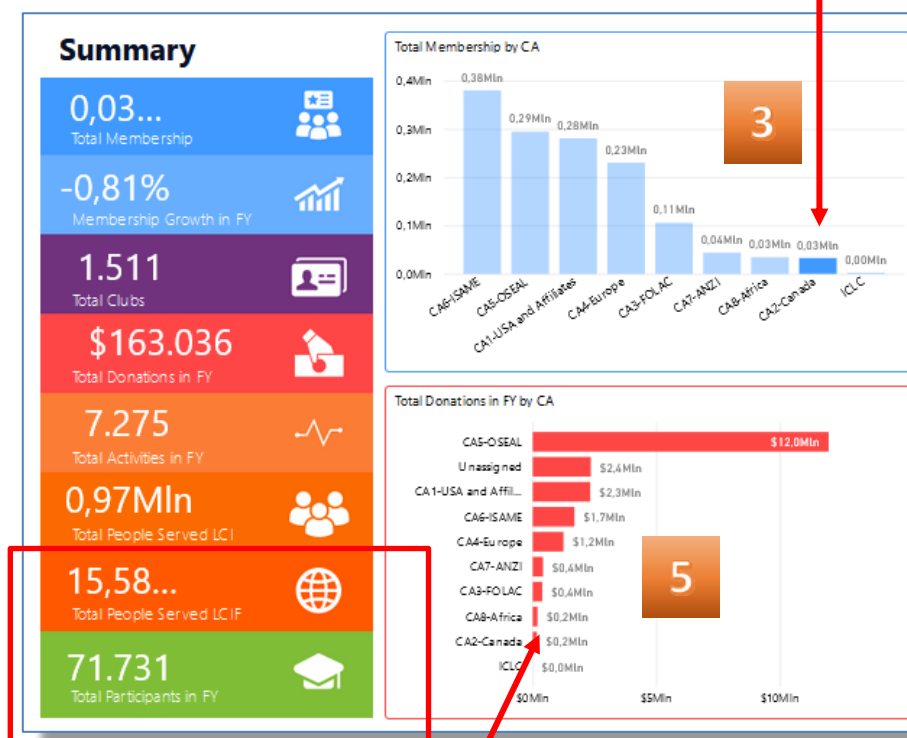 Summary
0,03...
Total Membership
-0,81%
Membership Growth in FY
1.511
Total Clubs
$163.036
Total Donations in FY
7.275
Total Activities in FY
0,97Mln
Total People Served LCI
15,58...
Total People Served LCIF
71.731
Total Participants in FY
Total Membership by CA
0,4Mln
0,3Mln
0,2Mln
0,1Mln
0,0Mln
0,38Mln
0,29Mln
0,28Mln
0,23Mln
0,11Mln
0,04Mln
0,03Mln
0,03Mln
0,00Mln
3
CA6-ISAME
CA5-OSEAL
CA1-USA and Affiliates
CA4-Europe
CA3-FOLAC
CA7-ANZI
CA8-Africa
CA2-Canada
ICLC
Total Donations in FY by CA
CA5-OSEAL $12,0Mln
Unassigned $2,4Mln
CA1-USA and Affil... $2,3Mln
CA6-ISAME $1,7Mln
CA4-Europe $1,2Mln
CA7-ANZI $0,4Mln
CA3-FOLAC $0,4Mln
CA8-Africa $0,2Mln
CA2-Canada $0,2Mln
ICLC $0,0Mln
5
$0Mln $5Mln $10Mln